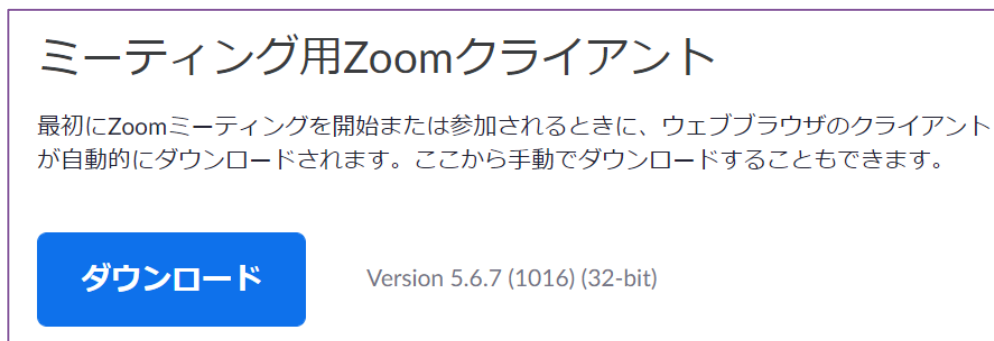 ミーティング用Zoomクライアント
最初にZoomミーティングを開始または参加されるときに、ウェブブラウザのクライアント
が自動的にダウンロードされます。ここから手動でダウンロードすることもできます。
ダウンロード
Version 5.6.7 (1016) (32-bit)